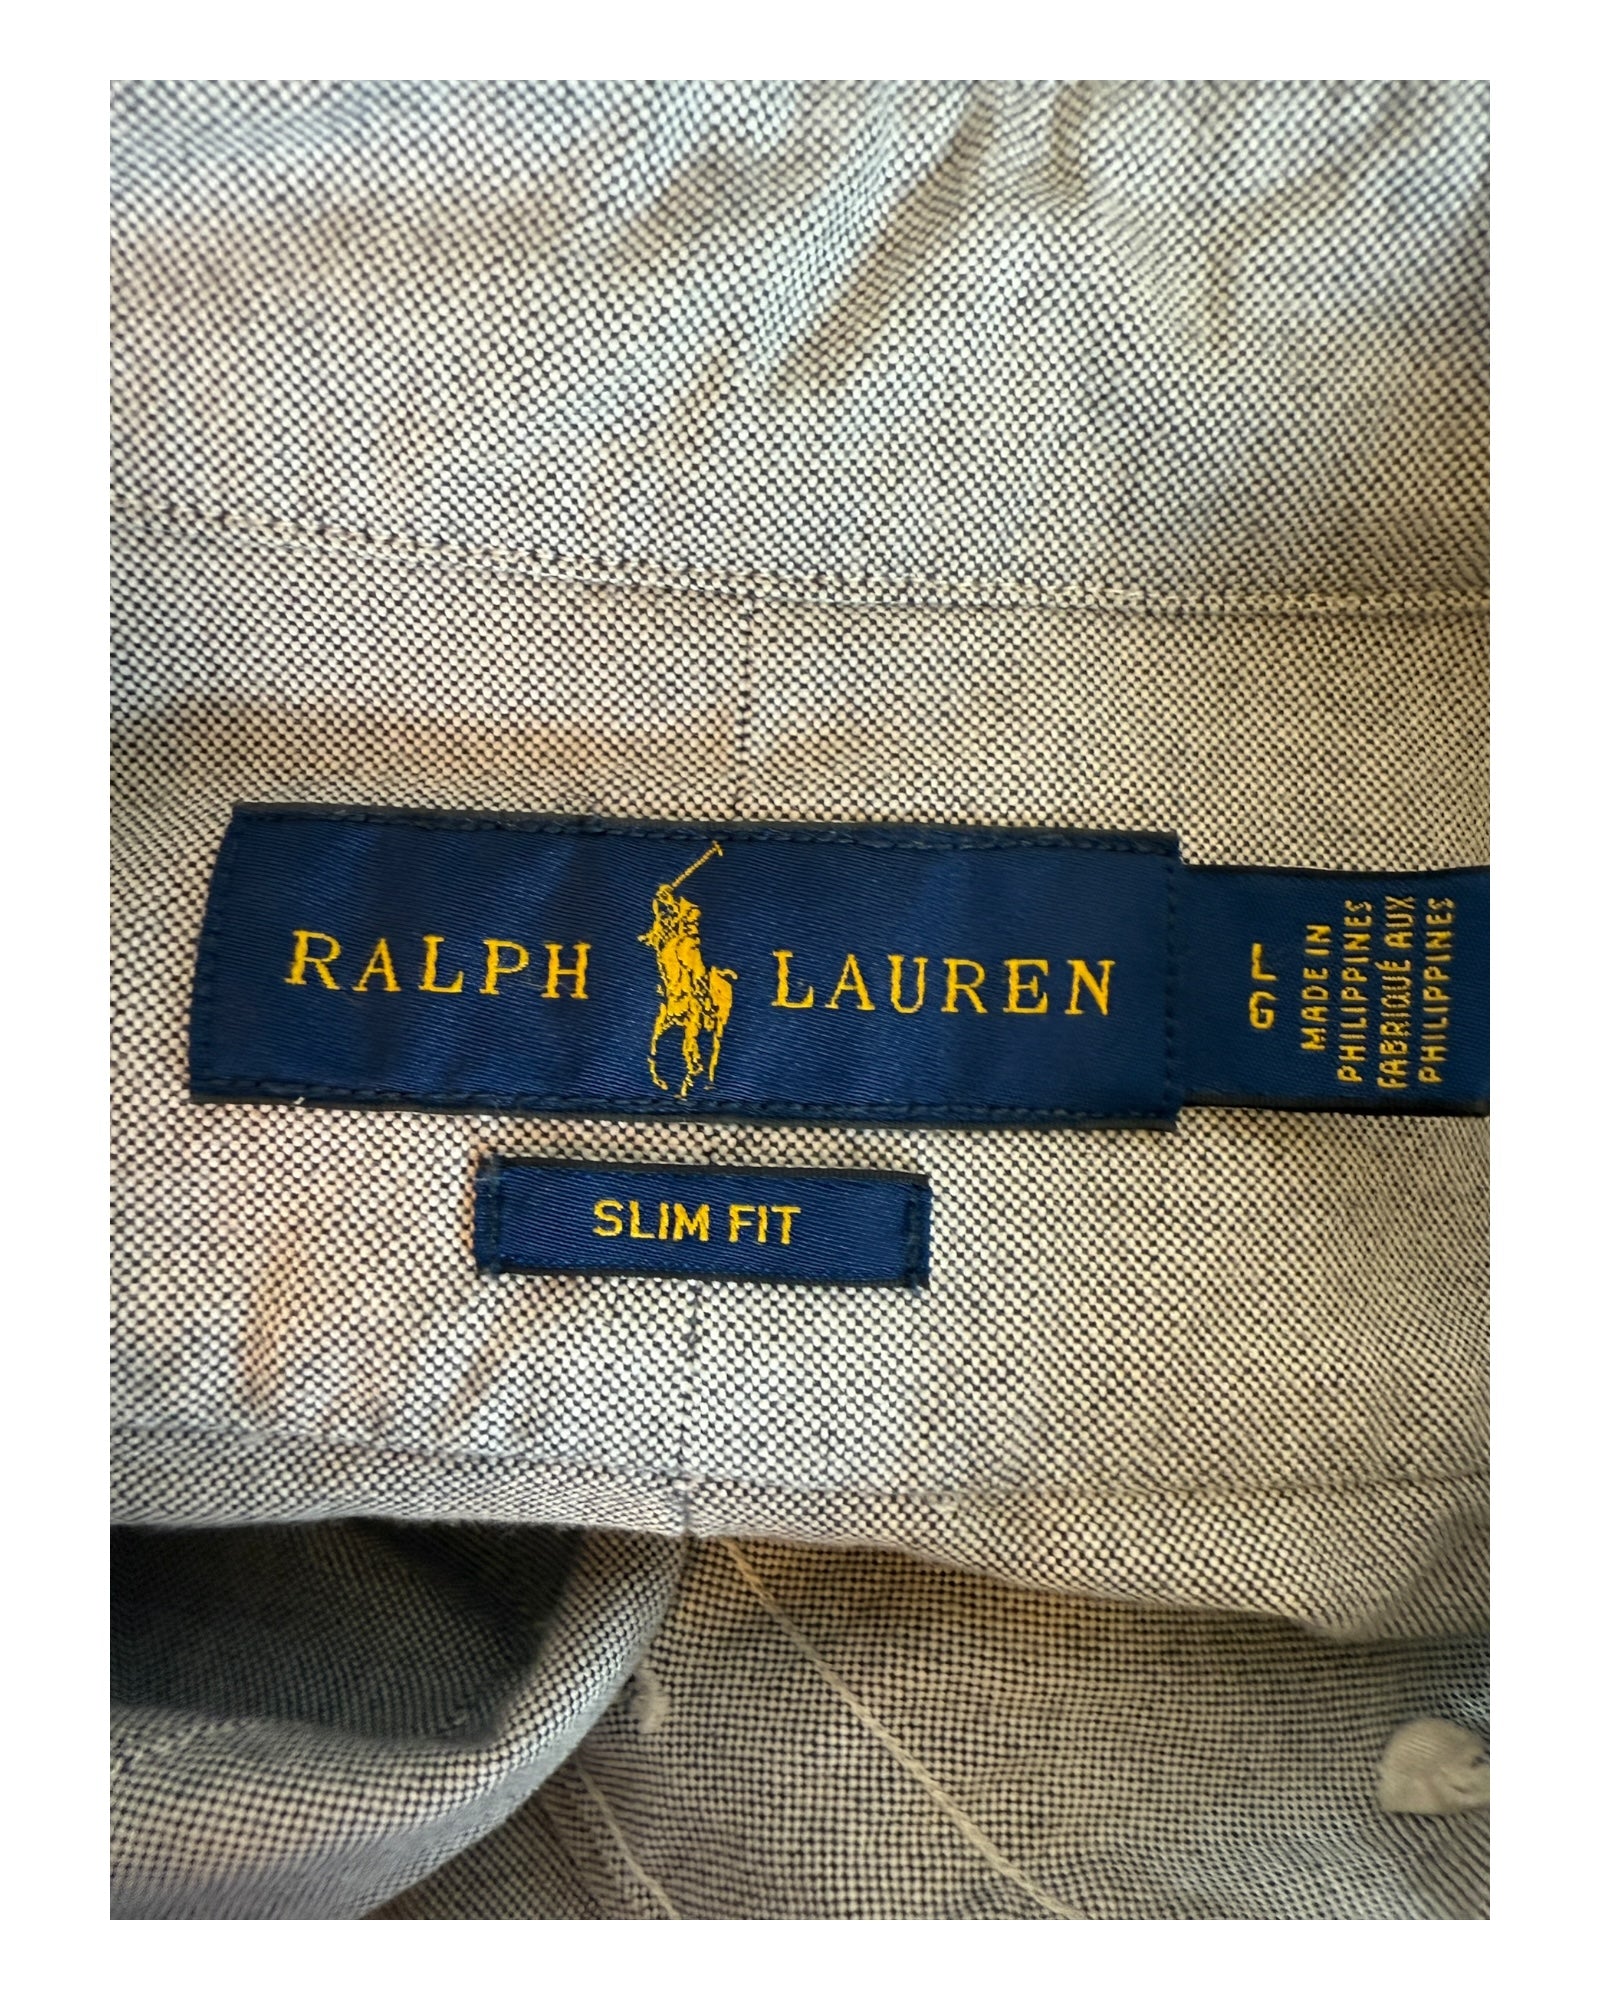 RALPH LAUREN
SLIM FIT
MADE IN
PHILIPPINES
FABRIQUÉ AUX
PHILIPPINES